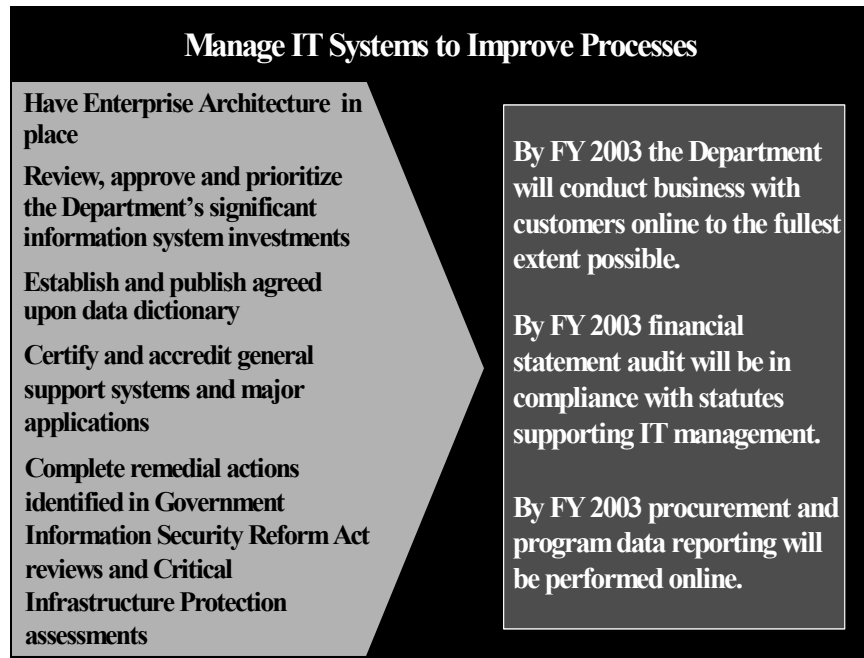 Manage IT Systems to Improve Processes
Have Enterprise Architecture in
place
Review, approve and prioritize
the Department's significant
information system investments
Establish and publish agreed
upon data dictionary
Certify and accredit general
support systems and major
applications
Complete remedial actions
identified in Government
Information Security Reform Act
reviews and Critical
Infrastructure Protection
assessments
By FY 2003 the Department
will conduct business with
customers online to the fullest
extent possible.
By FY 2003 financial
statement audit will be in
compliance with statutes
supporting IT management.
By FY 2003 procurement and
program data reporting will
be performed online.